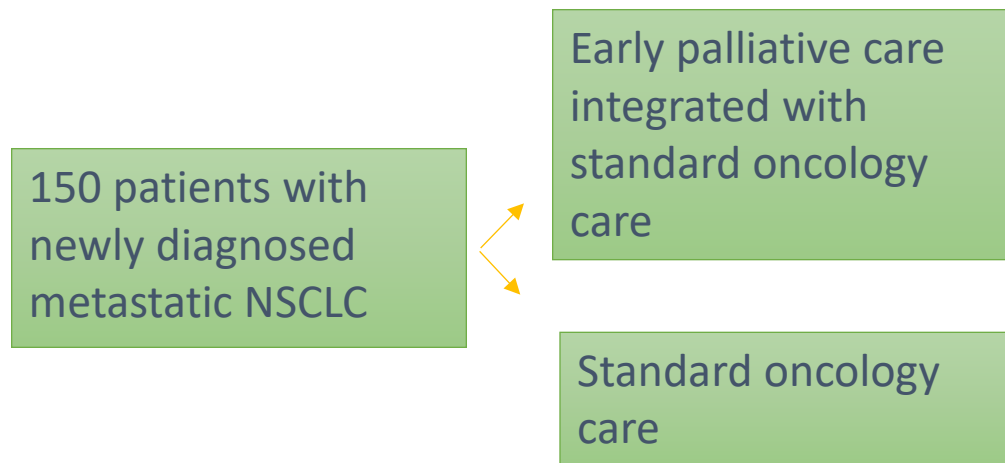 150 patients with
newly diagnosed
metastatic NSCLC
Early palliative care
integrated with
standard oncology
care
Standard oncology
care